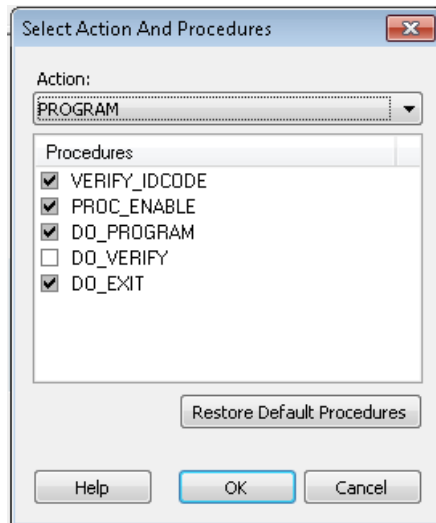 Select Action And Procedures
Action:
PROGRAM
Procedures
VERIFY_IDCODE
PROC_ENABLE
DO_PROGRAM
DO_VERIFY
DO_EXIT
Restore Default Procedures
Help OK Cancel